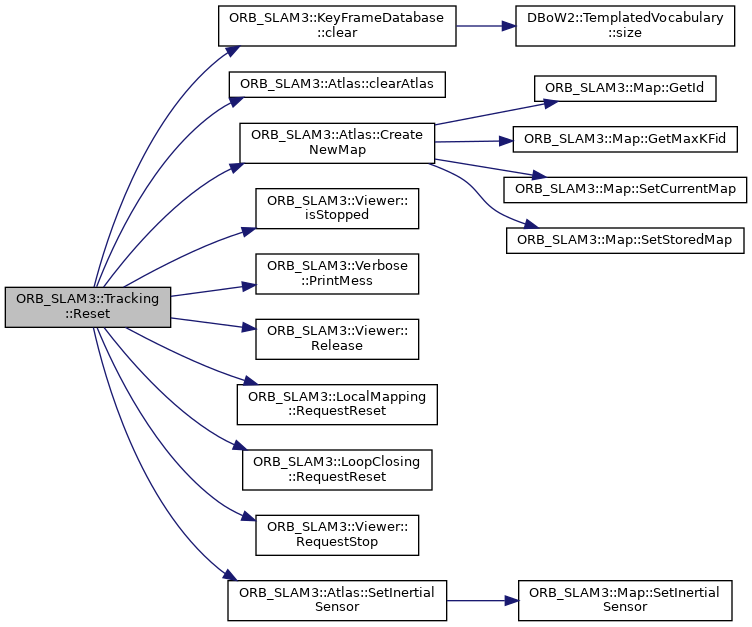 ORB_SLAM3::Tracking
::Reset
ORB_SLAM3::KeyFrameDatabase
::clear
DBoW2::TemplatedVocabulary
::size
ORB_SLAM3::Atlas::clearAtlas
ORB_SLAM3::Atlas::Create
NewMap
ORB_SLAM3::Map::GetId
ORB_SLAM3::Map::GetMaxKFid
ORB_SLAM3::Map::SetCurrentMap
ORB_SLAM3::Map::SetStoredMap
ORB_SLAM3::Viewer::
isStopped
ORB_SLAM3::Verbose
::PrintMess
ORB_SLAM3::Viewer::
Release
ORB_SLAM3::LocalMapping
::RequestReset
ORB_SLAM3::LoopClosing
::RequestReset
ORB_SLAM3::Viewer::
RequestStop
ORB_SLAM3::Atlas::SetInertial
Sensor
ORB_SLAM3::Map::SetInertial
Sensor